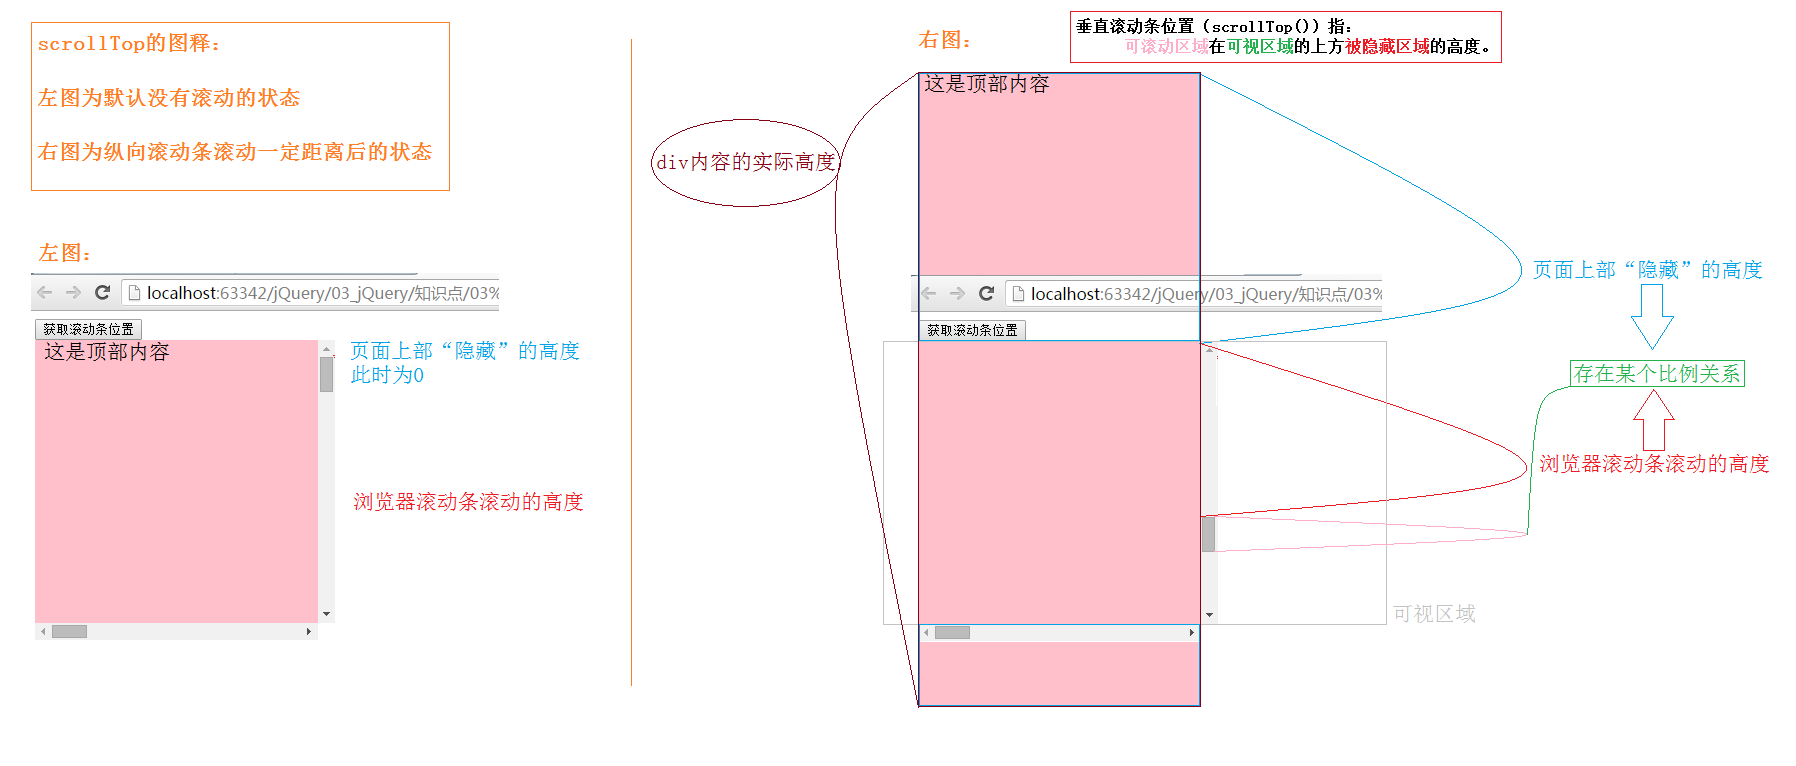 scrollTop的图释：
左图为默认没有滚动的状态
右图为纵向滚动条滚动一定距离后的状态
左图：
localhost:63342/jQuery/03_jQuery/知识点/03%
获取滚动条位置
这是顶部内容
页面上部“隐藏”的高度
此时为0
浏览器滚动条滚动的高度
右图：
垂直滚动条位置（scrollTop()）指：
可滚动区域在可视区域的上方被隐藏区域的高度。
这是顶部内容
div内容的实际高度
localhost:63342/jQuery/03_jQuery/知识点/03%
获取滚动条位置
页面上部“隐藏”的高度
存在某个比例关系
浏览器滚动条滚动的高度
可视区域